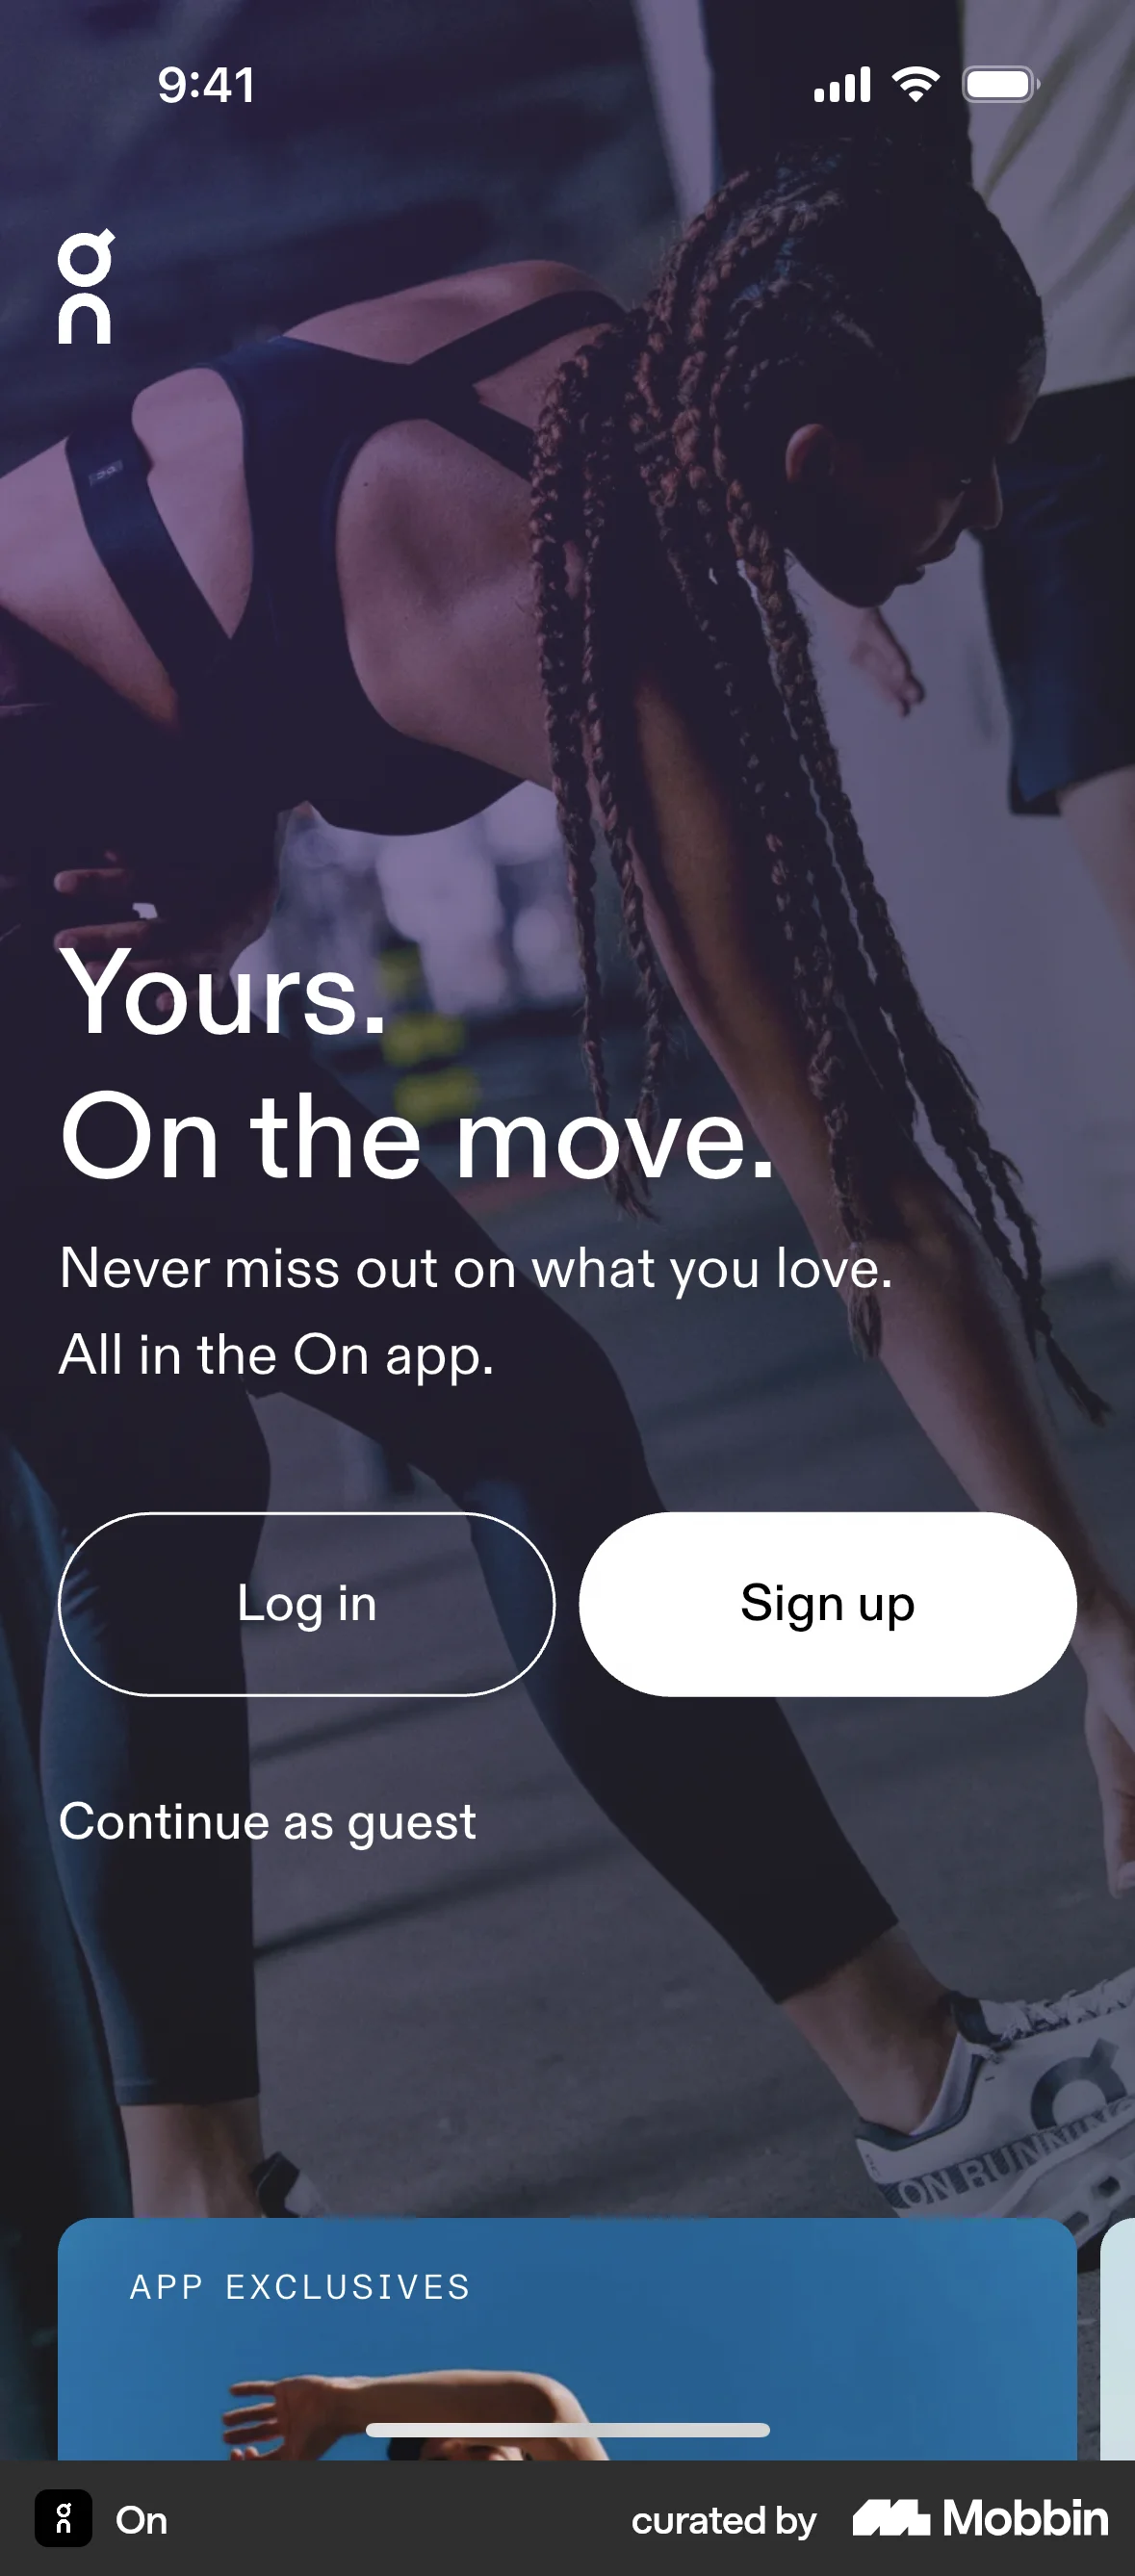 9:41
Yours.
On the move.
Never miss out on what you love.
All in the On app.
Log in
Sign up
Continue as guest
ON RUNNING
APP EXCLUSIVES
On
curated by Mobbin